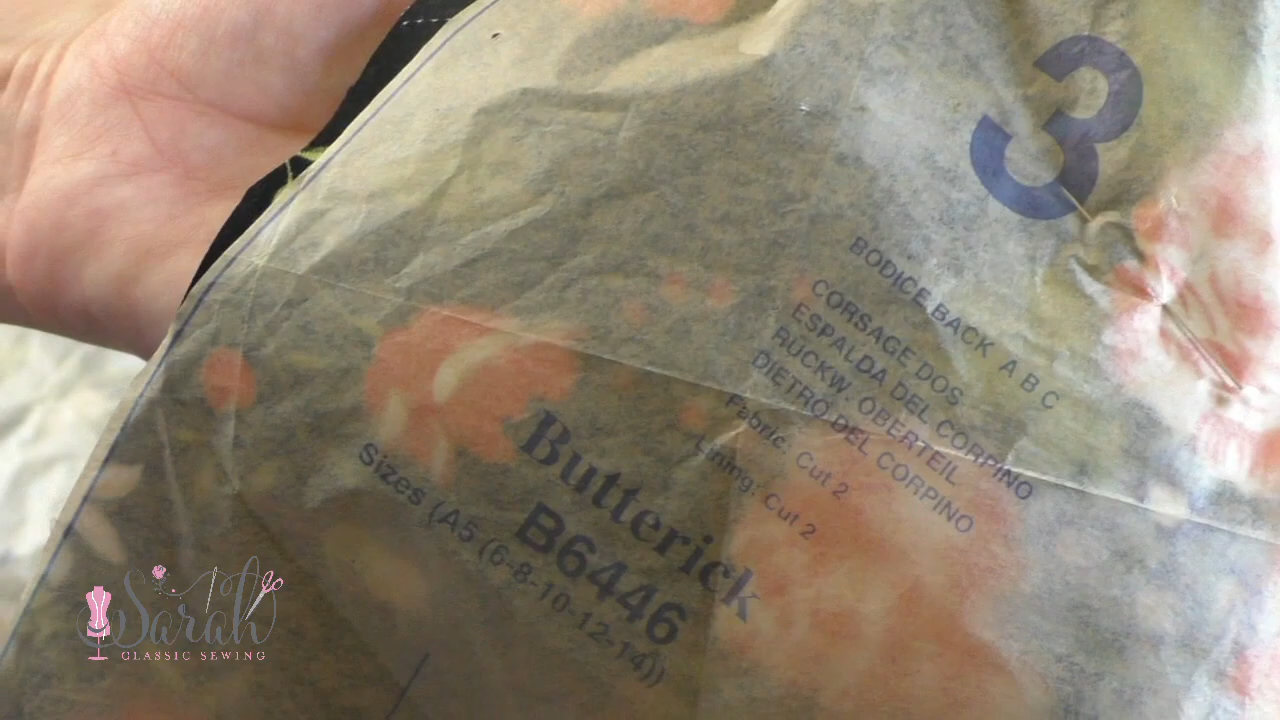 3
BODICE BACK A B C
CORSAGE DOS
ESPALDA DEL CORPINO
RÜCKW. OBERTEIL
DIETRO DEL CORPINO
Fabric: Cut 2
Lining: Cut 2
Butterick
B6446
Sizes (A5 (6-8-10-12-14))
Sarah
CLASSIC SEWING